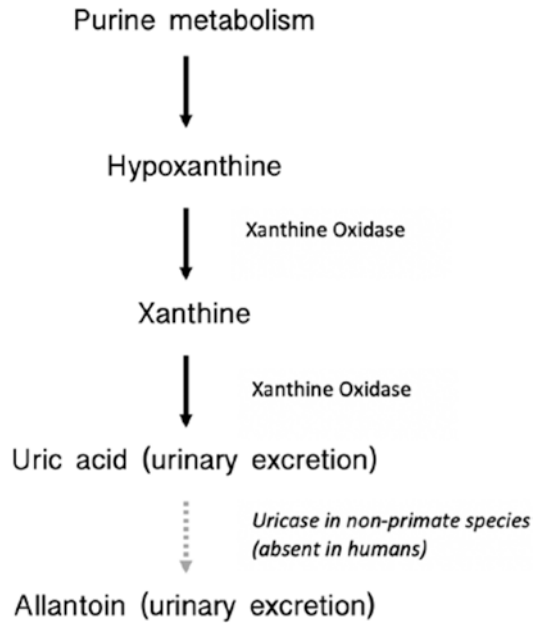 Purine metabolism
Hypoxanthine
Xanthine Oxidase
Xanthine
Xanthine Oxidase
Uric acid (urinary excretion)
Uricase in non-primate species
(absent in humans)
Allantoin (urinary excretion)